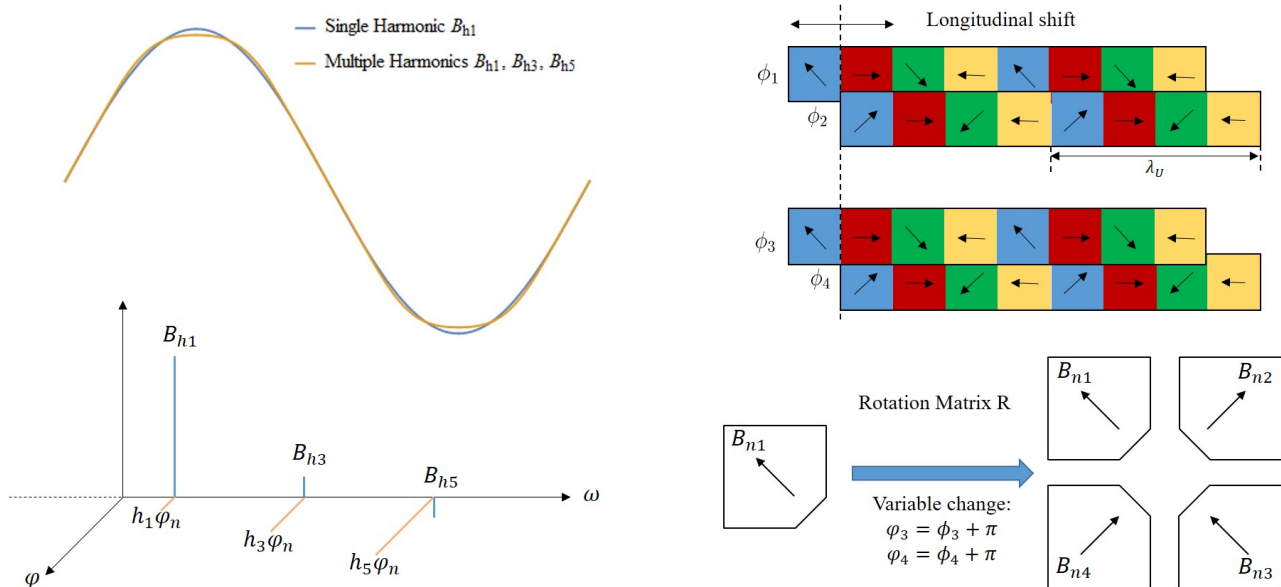 Single Harmonic B_h1
Multiple Harmonics B_h1, B_h3, B_h5
B_h1
B_h3
B_h5
ω
h_1φ_n
h_3φ_n
h_5φ_n
φ
Longitudinal shift
ϕ_1
ϕ_2
λ_U
ϕ_3
ϕ_4
Rotation Matrix R
B_n1
Variable change:
φ_3 = ϕ_3 + π
φ_4 = ϕ_4 + π
B_n1
B_n2
B_n4
B_n3